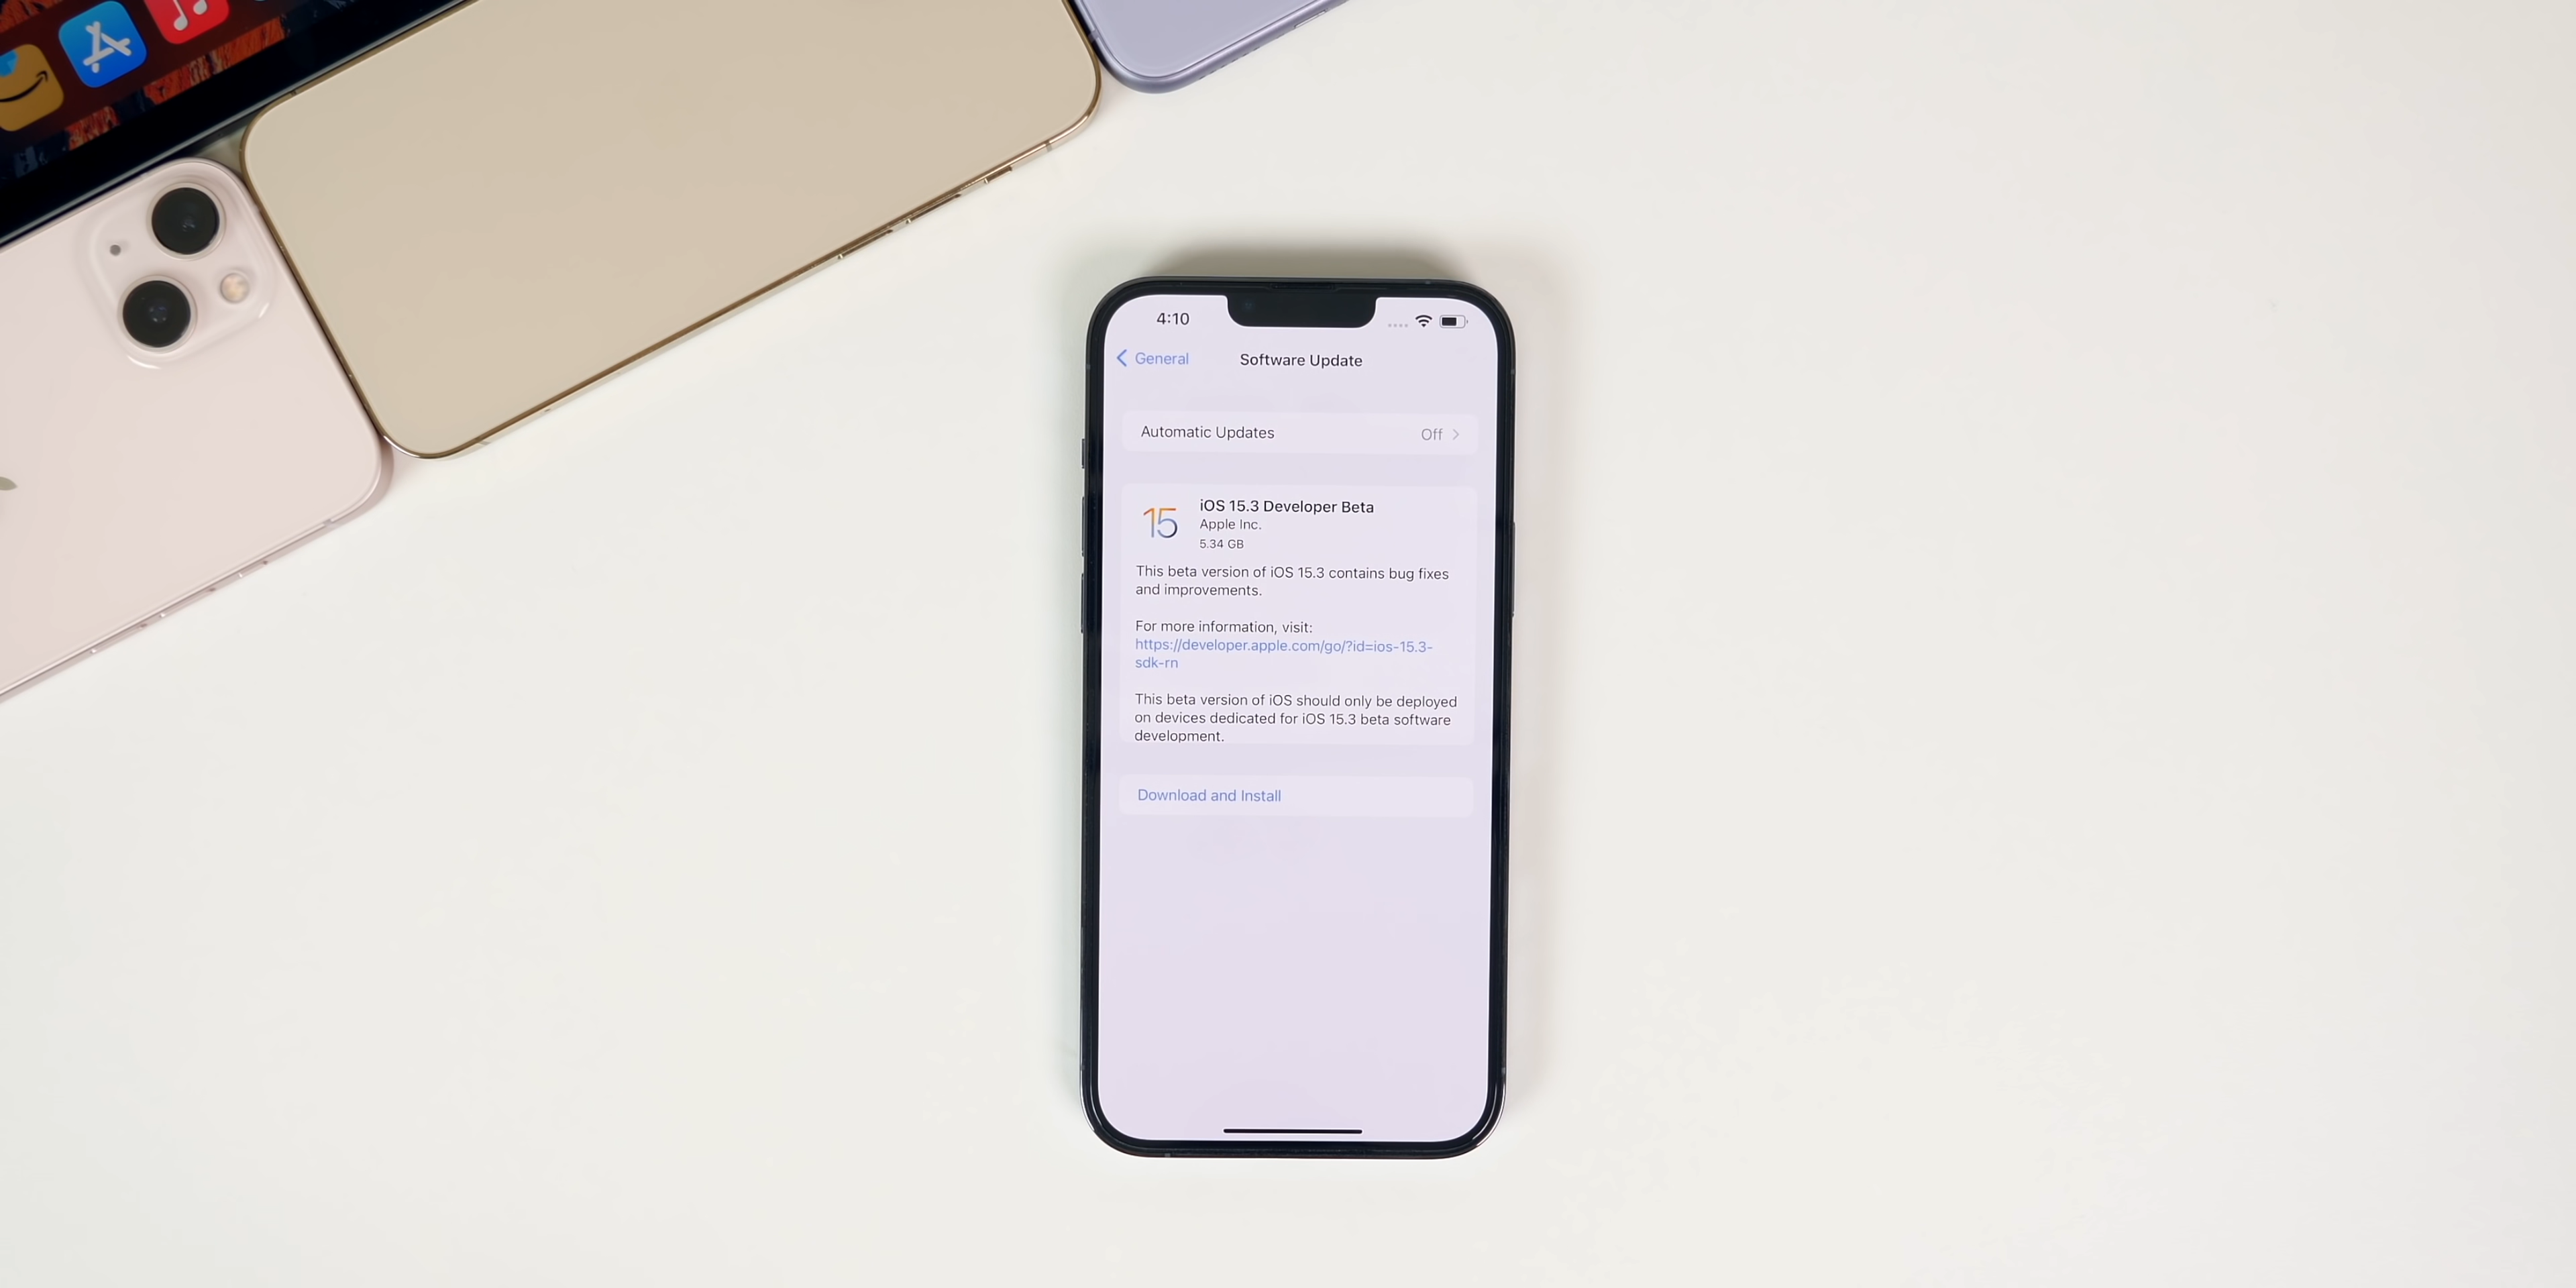 4:10
General
Software Update
Automatic Updates
Off
15
iOS 15.3 Developer Beta
Apple Inc.
5.34 GB
This beta version of iOS 15.3 contains bug fixes
and improvements.
For more information, visit:
https://developer.apple.com/go/?id=ios-15.3-
sdk-rn
This beta version of iOS should only be deployed
on devices dedicated for iOS 15.3 beta software
development.
Download and Install